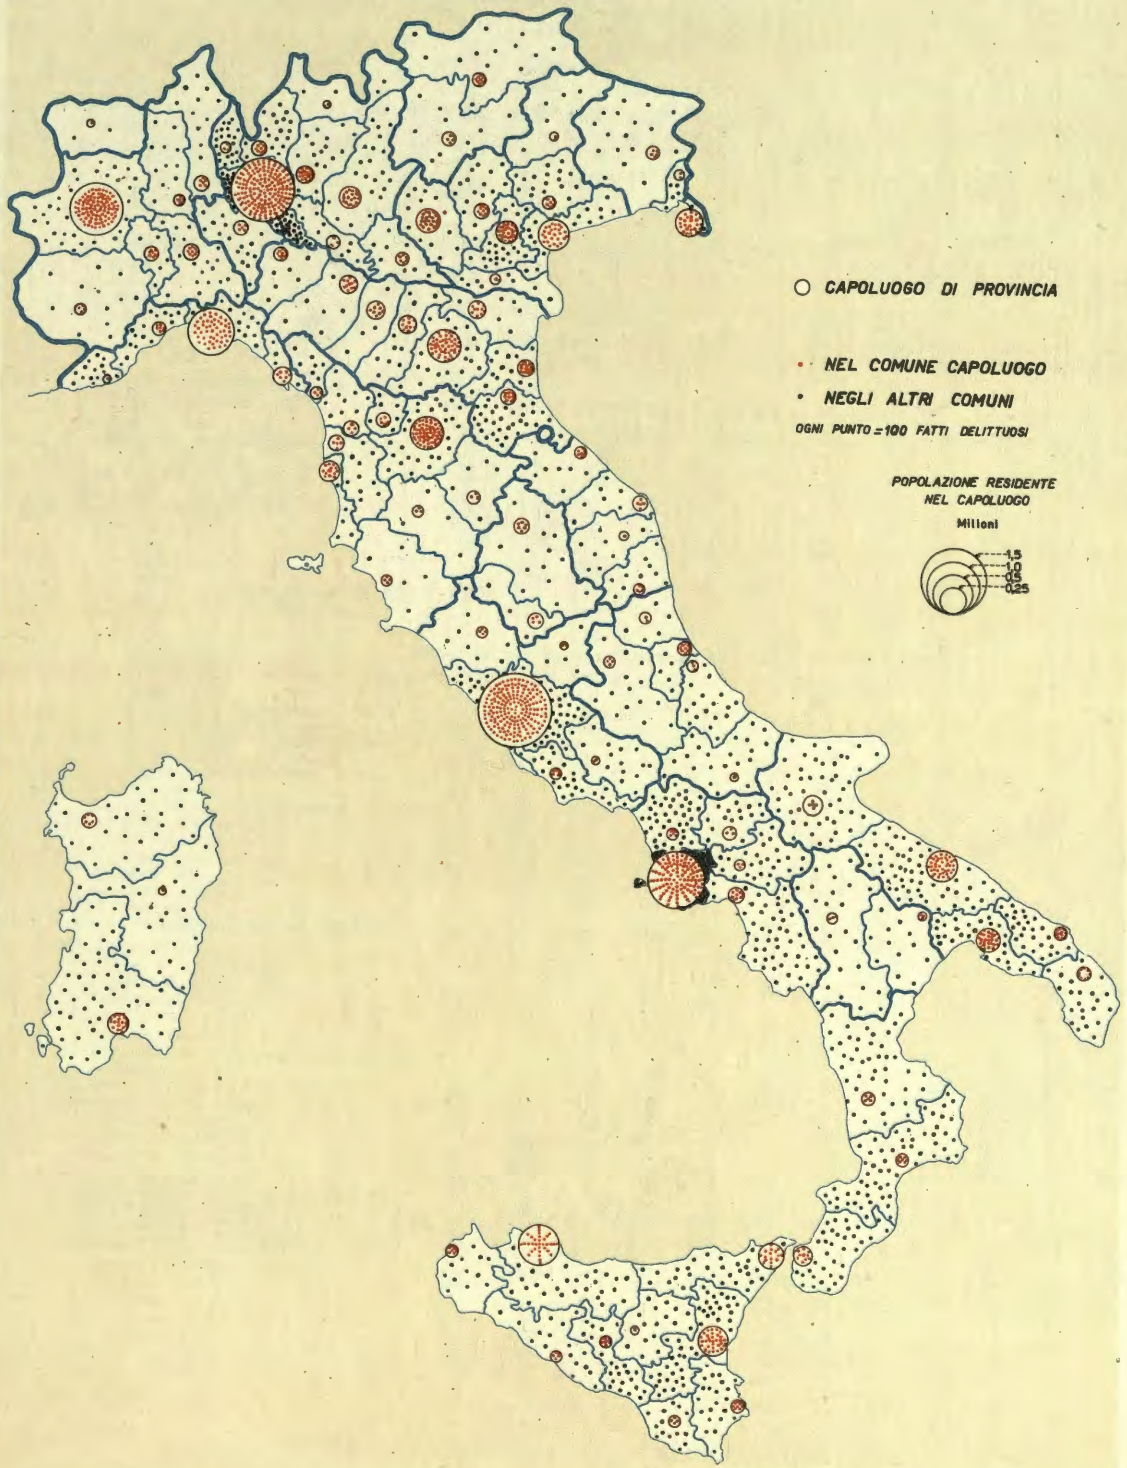 CAPOLUOGO DI PROVINCIA
NEL COMUNE CAPOLUOGO
NEGLI ALTRI COMUNI
OGNI PUNTO = 100 FATTI DELITTUOSI
POPOLAZIONE RESIDENTE
NEL CAPOLUOGO
Milioni
1,5
1,0
0,5
0,25